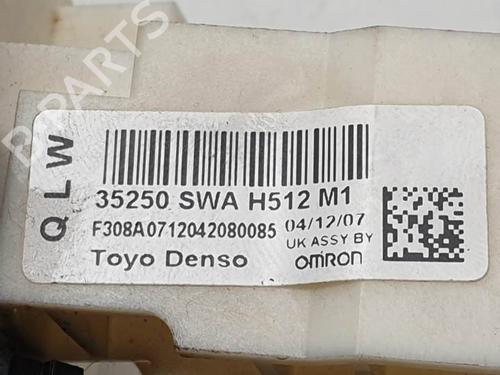 B-PARTS
QLW
35250 SWA H512 M1
F308A0712042080085 04/12/07
UK ASSY BY
Toyo Denso OMRON